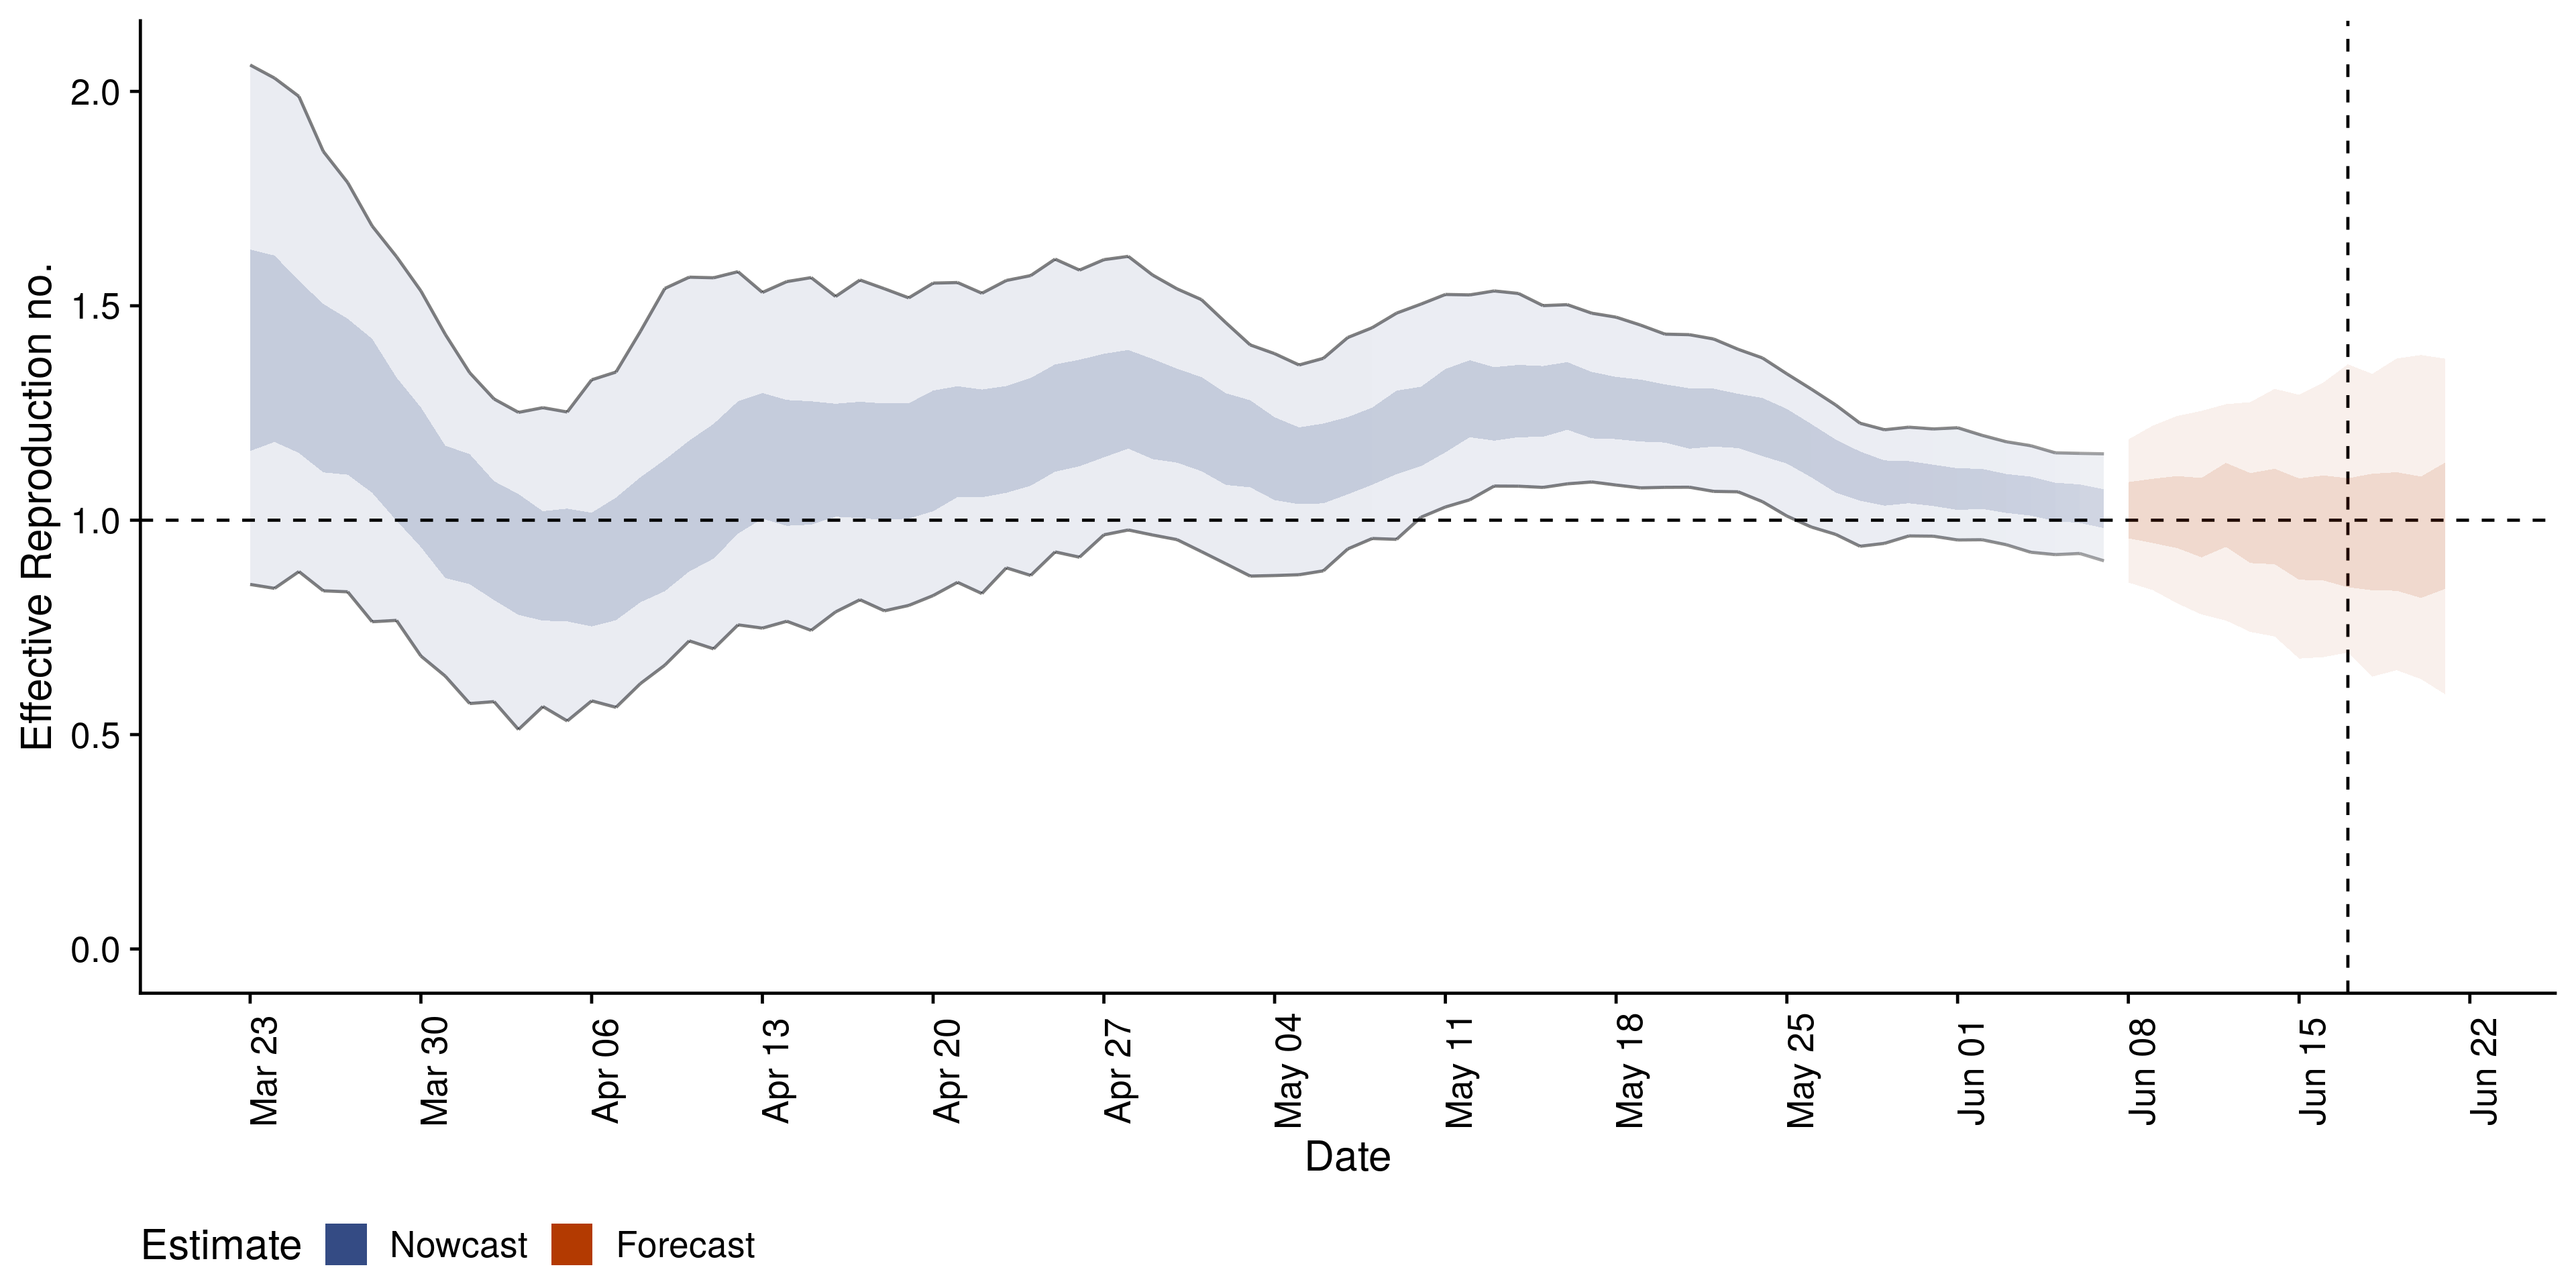 Effective Reproduction no.
2.0
1.5
1.0
0.5
0.0
Mar 23
Mar 30
Apr 06
Apr 13
Apr 20
Apr 27
May 04
May 11
May 18
May 25
Jun 01
Jun 08
Jun 15
Jun 22
Date
Estimate Nowcast Forecast